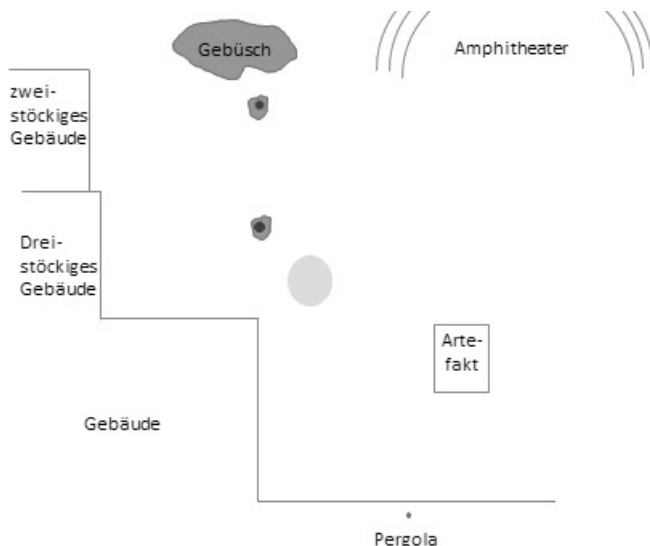 Gebüsch
Amphitheater
zwei-
stöckiges
Gebäude
Drei-
stöckiges
Gebäude
Arte-
fakt
Gebäude
Pergola